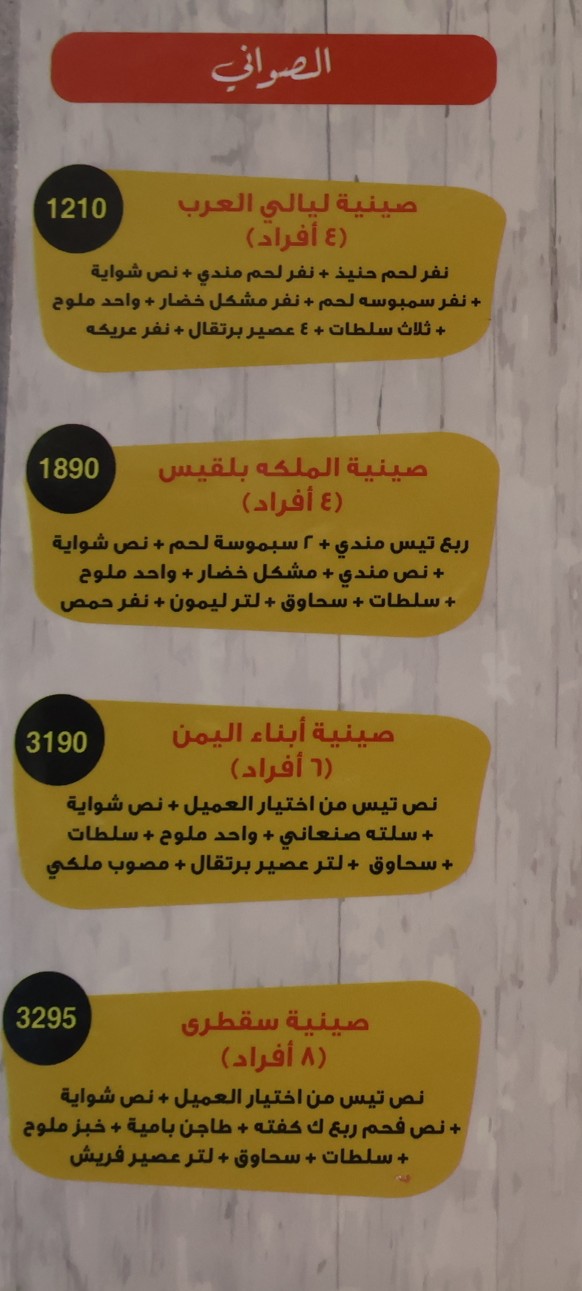 الصواني
صينية ليالي العرب
1210
(٤ أفراد)
نفر لحم حنيذ + نفر لحم مندي + نص شواية
+ نفر سمبوسه لحم + نفر مشكل خضار + واحد ملوح
+ ثلاث سلطات + ٤ عصير برتقال + نفر عريكه
صينية الملكه بلقيس
1890
(٤ أفراد)
ربع تيس مندي + ٢ سبموسة لحم + نص شواية
+ نص مندي + مشكل خضار + واحد ملوح
+ سلطات + سحاوق + لتر ليمون + نفر حمص
صينية أبناء اليمن
3190
(٦ أفراد)
نص تيس من اختيار العميل + نص شواية
+ سلته صنعاني + واحد ملوح + سلطات
+ سحاوق + لتر عصير برتقال + مصوب ملكي
صينية سقطرى
3295
(٨ أفراد)
نص تيس من اختيار العميل + نص شواية
+ نص فحم ربع ك كفته + طاجن بامية + خبز ملوح
+ سلطات + سحاوق + لتر عصير فريش